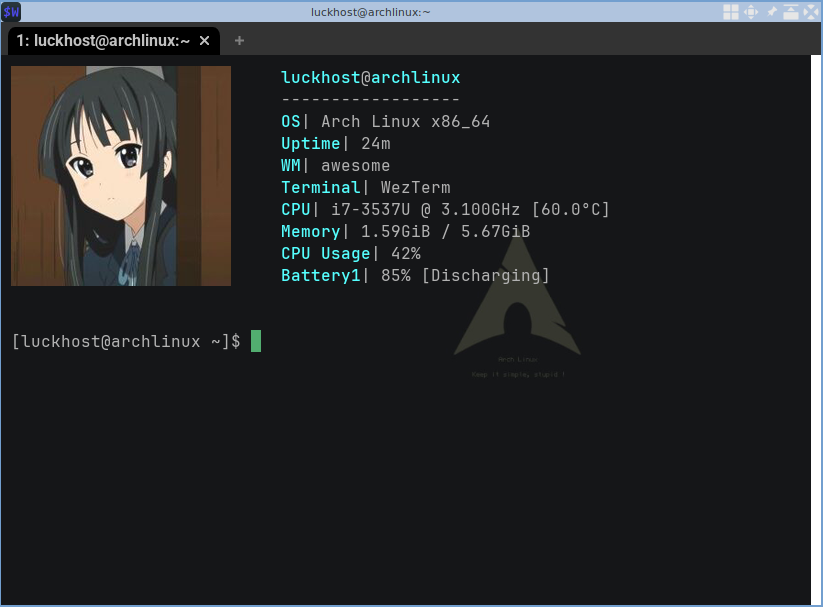 $W luckhost@archlinux:~
1: luckhost@archlinux:~ × +
luckhost@archlinux
------------------
OS| Arch Linux x86_64
Uptime| 24m
WM| awesome
Terminal| WezTerm
CPU| i7-3537U @ 3.100GHz [60.0°C]
Memory| 1.59GiB / 5.67GiB
CPU Usage| 42%
Battery1| 85% [Discharging]
[luckhost@archlinux ~]$
Arch Linux
Keep it simple, stupid !